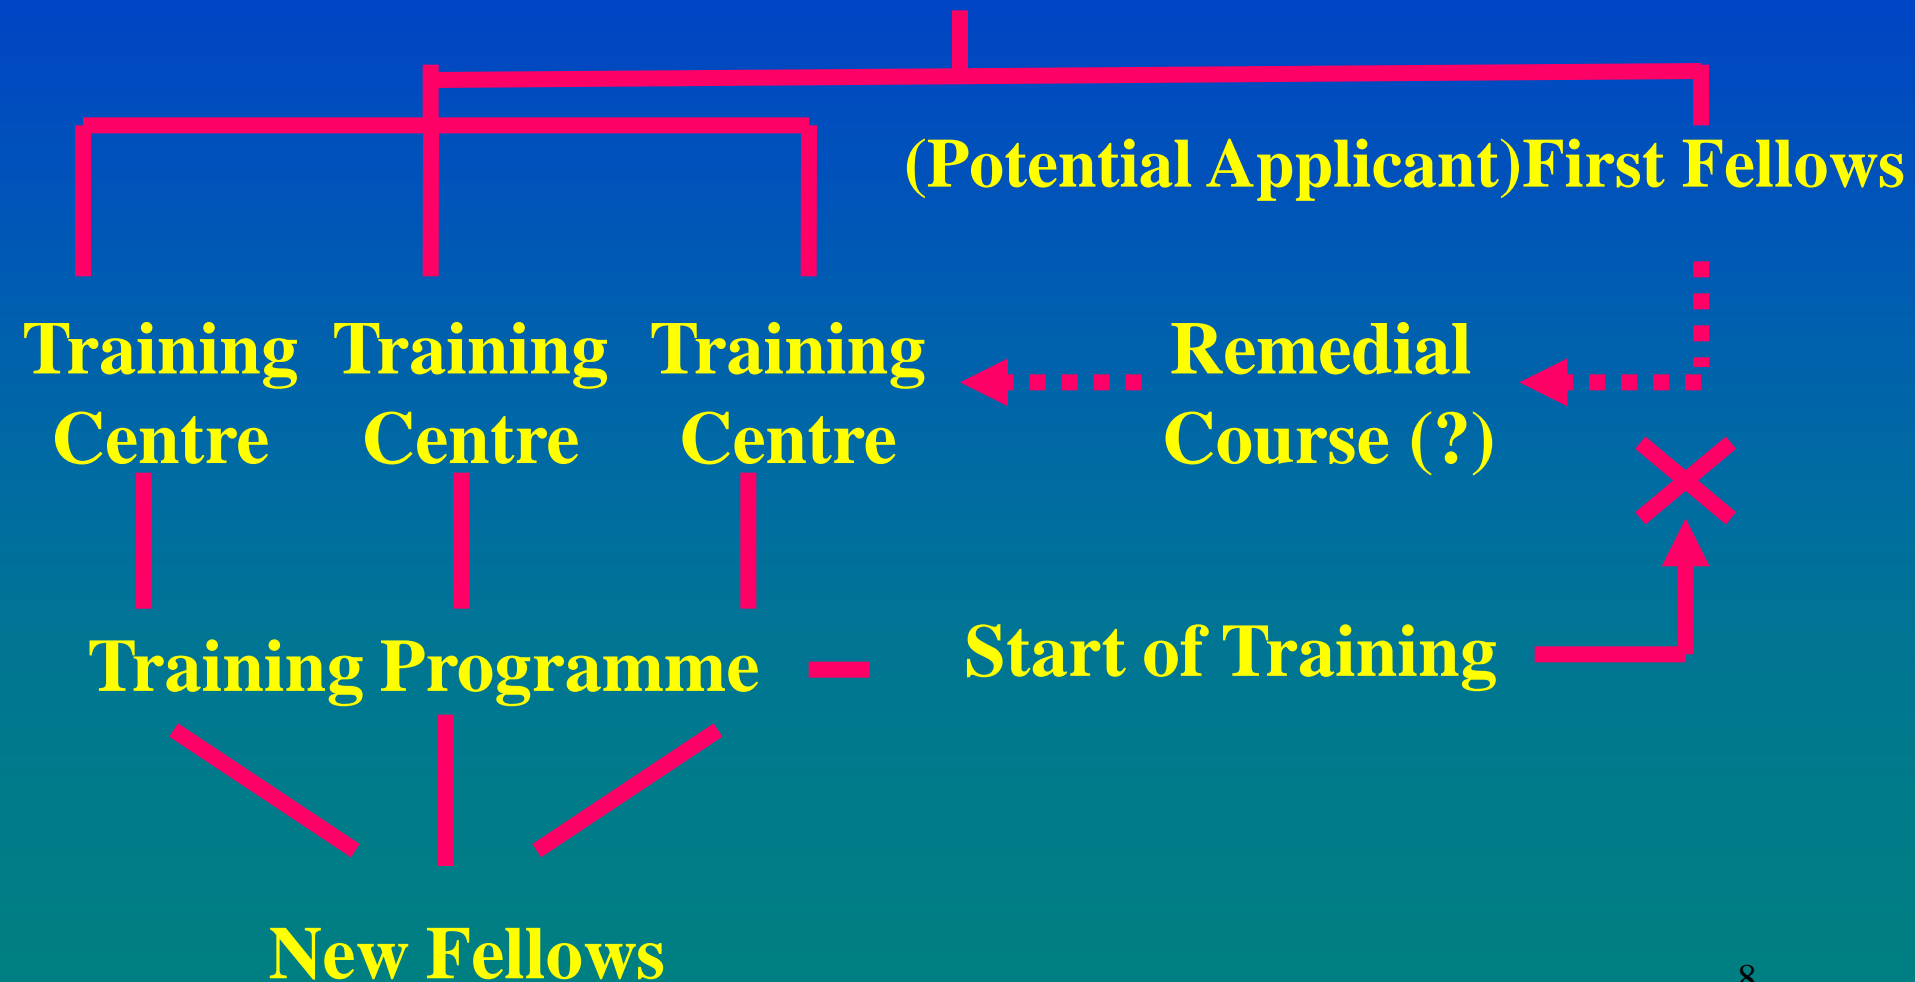 (Potential Applicant)First Fellows
Training Training Training Remedial
Centre Centre Centre Course (?)
Training Programme Start of Training
New Fellows
8